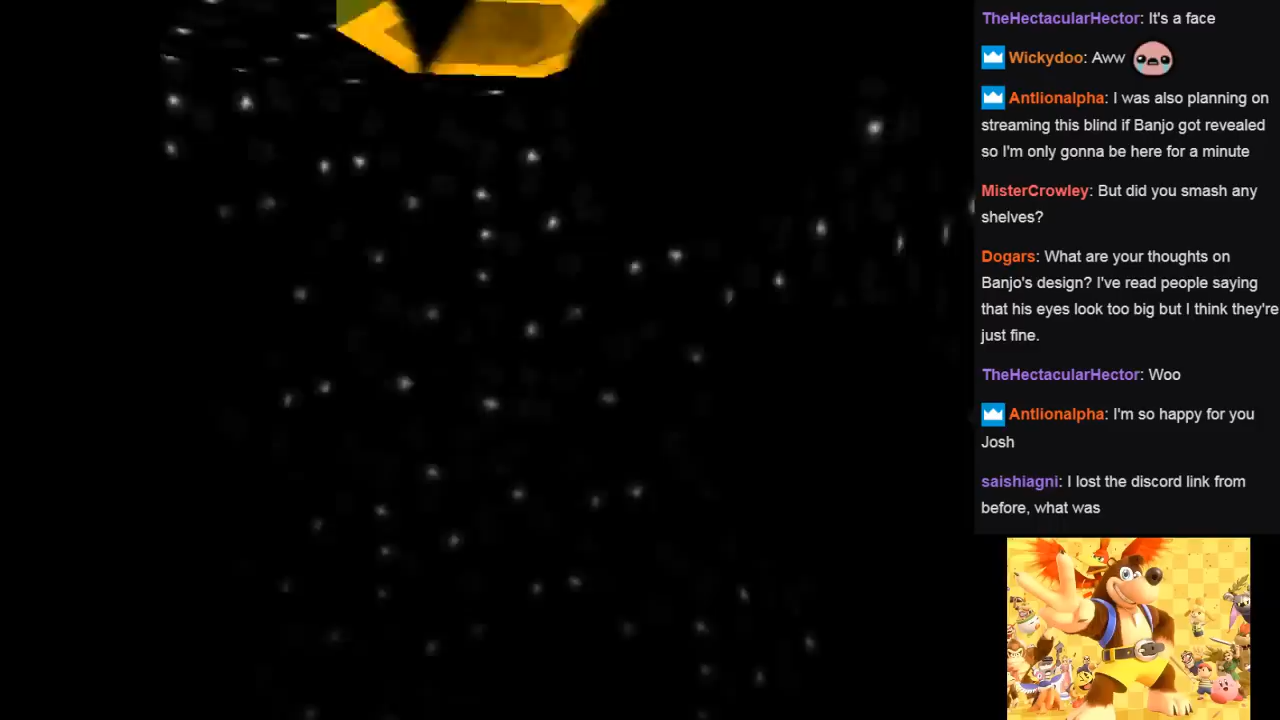 TheHectacularHector: It's a face
Wickydoo: Aww
Antlionalpha: I was also planning on
streaming this blind if Banjo got revealed
so I'm only gonna be here for a minute
MisterCrowley: But did you smash any
shelves?
Dogars: What are your thoughts on
Banjo's design? I've read people saying
that his eyes look too big but I think they're
just fine.
TheHectacularHector: Woo
Antlionalpha: I'm so happy for you
Josh
saishiagni: I lost the discord link from
before, what was